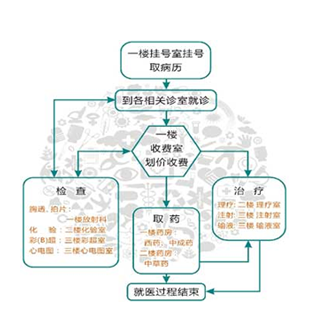 一楼挂号室挂号
取病历
到各相关诊室就诊
一楼
收费室
划价收费
检 查
胸透、拍片:
一楼放射科
化 验: 二楼化验室
彩(B)超: 三楼彩超室
心电图: 三楼心电图室
取 药
一楼药房
西药、中成药
二楼药房
中草药
治 疗
理疗: 二楼 理疗室
注射: 三楼 注射室
输液: 三楼 输液室
就医过程结束